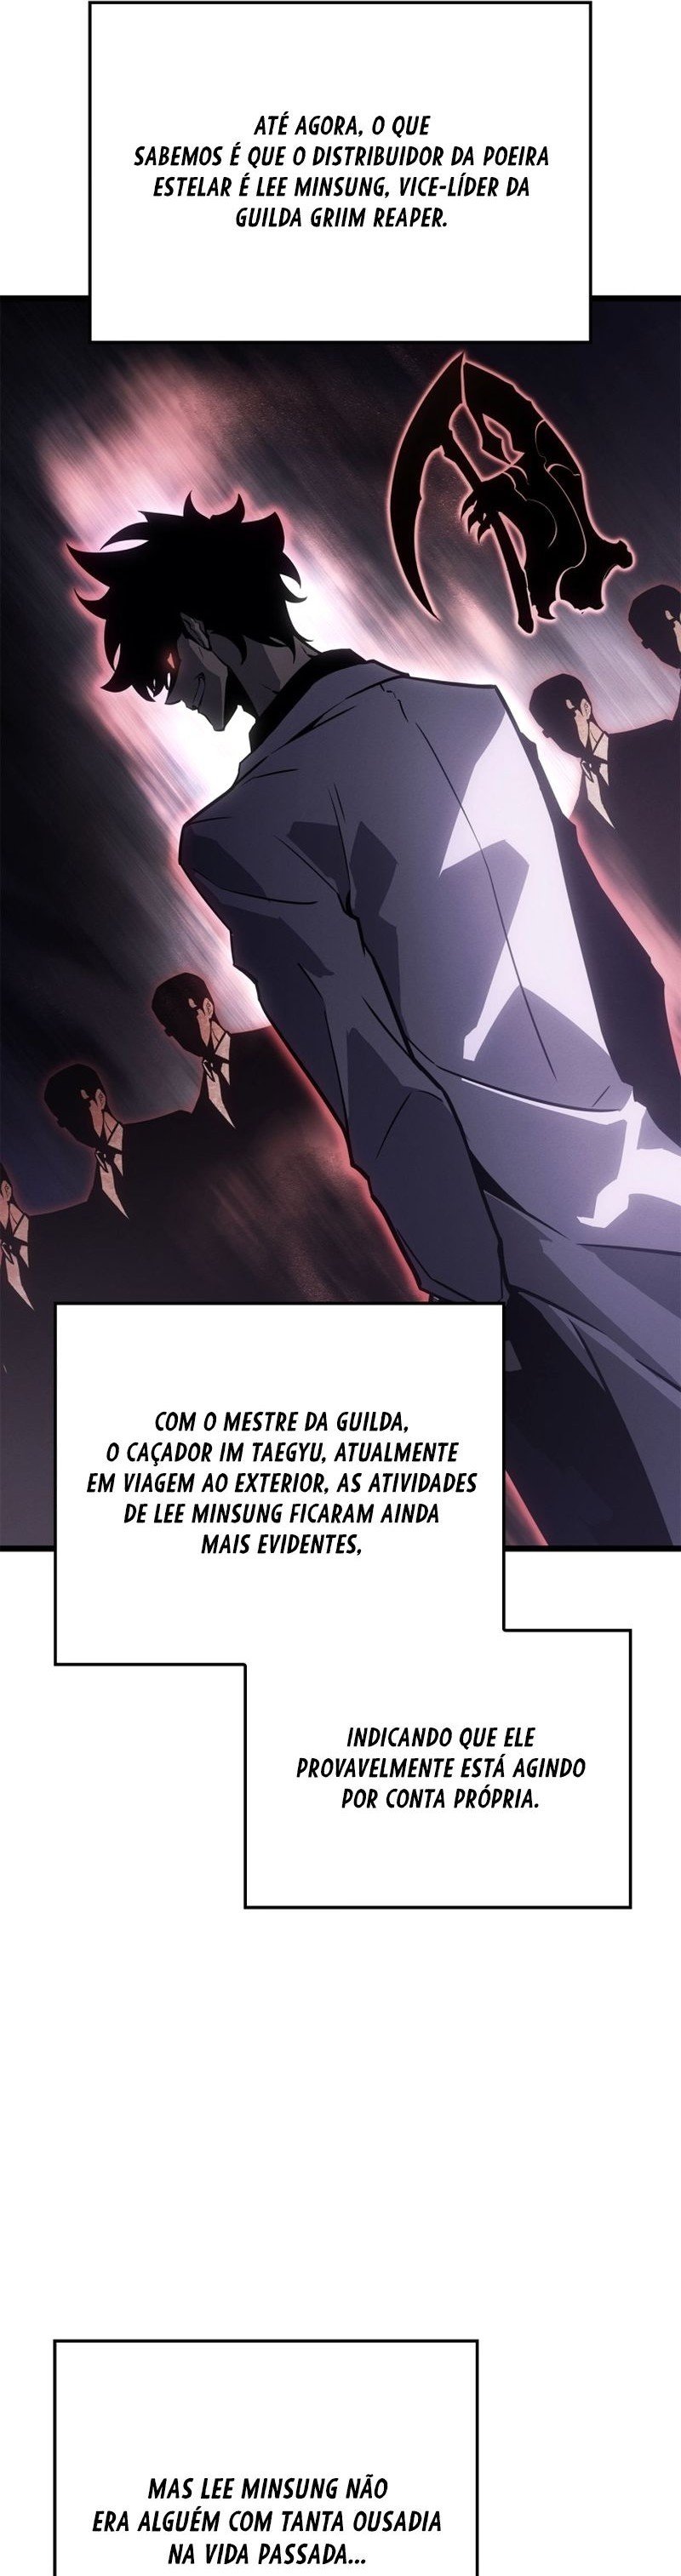 ATÉ AGORA, O QUE
SABEMOS É QUE O DISTRIBUIDOR DA POEIRA
ESTELAR É LEE MINSUNG, VICE-LÍDER DA
GUILDA GRIIM REAPER.
COM O MESTRE DA GUILDA,
O CAÇADOR IM TAEGYU, ATUALMENTE
EM VIAGEM AO EXTERIOR, AS ATIVIDADES
DE LEE MINSUNG FICARAM AINDA
MAIS EVIDENTES,
INDICANDO QUE ELE
PROVAVELMENTE ESTÁ AGINDO
POR CONTA PRÓPRIA.
MAS LEE MINSUNG NÃO
ERA ALGUÉM COM TANTA OUSADIA
NA VIDA PASSADA...